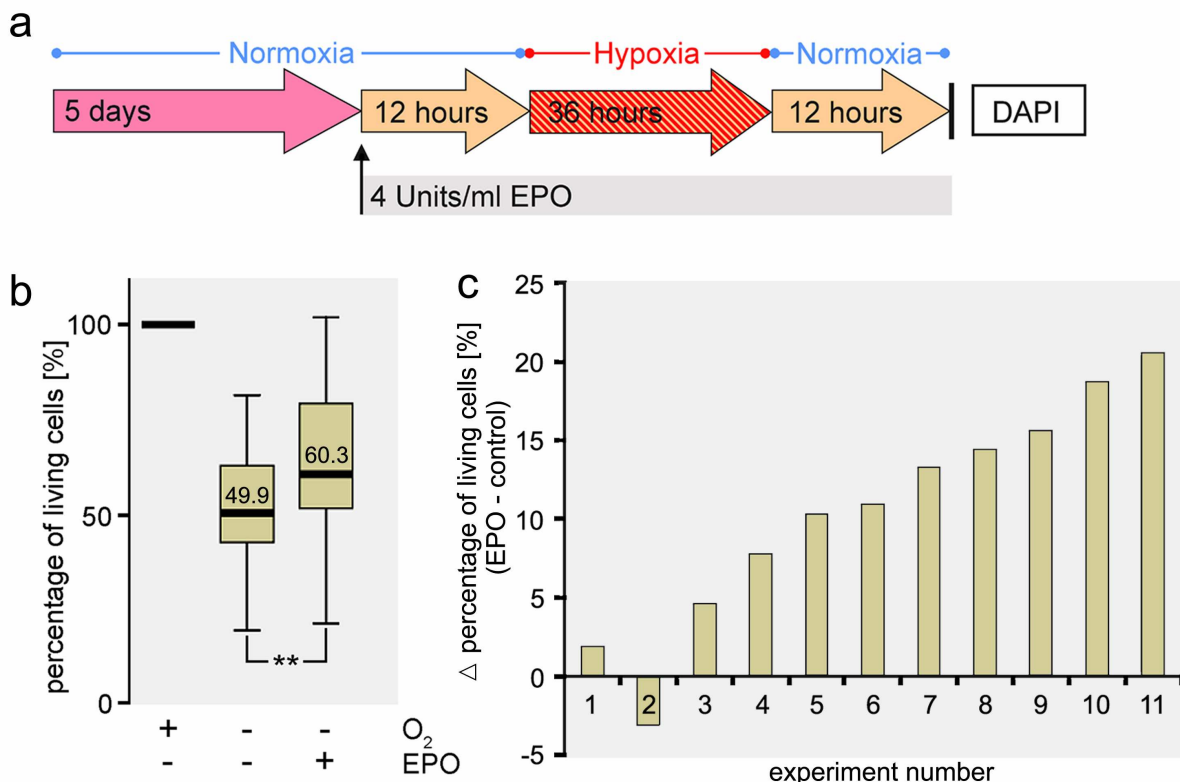 a
Normoxia Hypoxia Normoxia
5 days 12 hours 36 hours 12 hours DAPI
4 Units/ml EPO
b
percentage of living cells [%]
100
50
0
49.9
60.3
**
+ - - O2
- - + EPO
c
△ percentage of living cells [%]
(EPO - control)
25
20
15
10
5
0
-5
1 2 3 4 5 6 7 8 9 10 11
experiment number